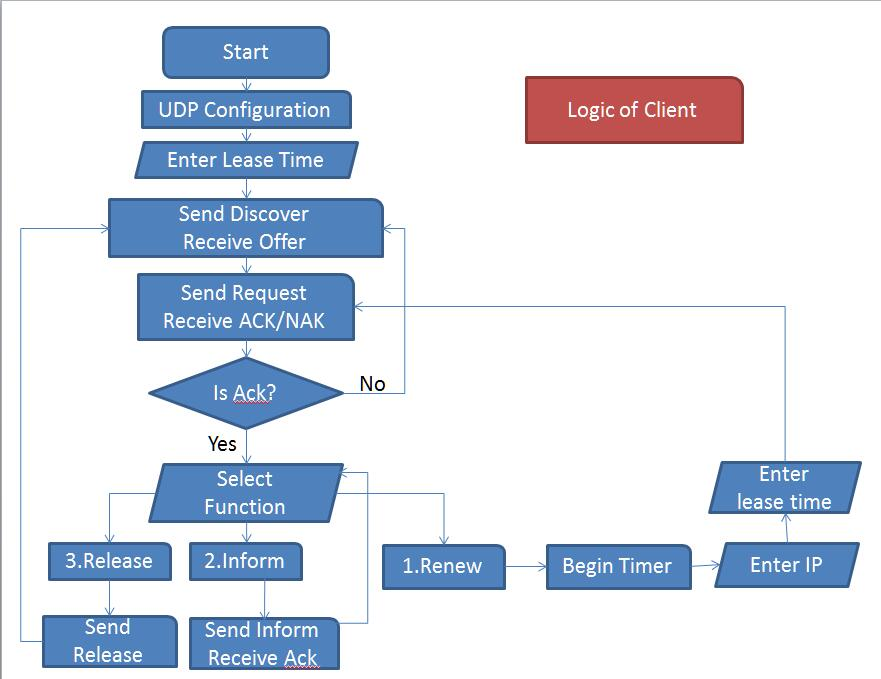 Start
Logic of Client
UDP Configuration
Enter Lease Time
Send Discover
Receive Offer
Send Request
Receive ACK/NAK
Is Ack?
No
Yes
Select
Function
Enter
lease time
3.Release
2.Inform
1.Renew
Begin Timer
Enter IP
Send
Release
Send Inform
Receive Ack